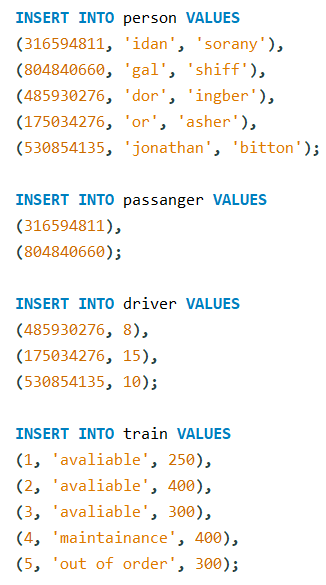 INSERT INTO person VALUES
(316594811, 'idan', 'sorany'),
(804840660, 'gal', 'shiff'),
(485930276, 'dor', 'ingber'),
(175034276, 'or', 'asher'),
(530854135, 'jonathan', 'bitton');
INSERT INTO passanger VALUES
(316594811),
(804840660);
INSERT INTO driver VALUES
(485930276, 8),
(175034276, 15),
(530854135, 10);
INSERT INTO train VALUES
(1, 'avaliable', 250),
(2, 'avaliable', 400),
(3, 'avaliable', 300),
(4, 'maintainance', 400),
(5, 'out of order', 300);